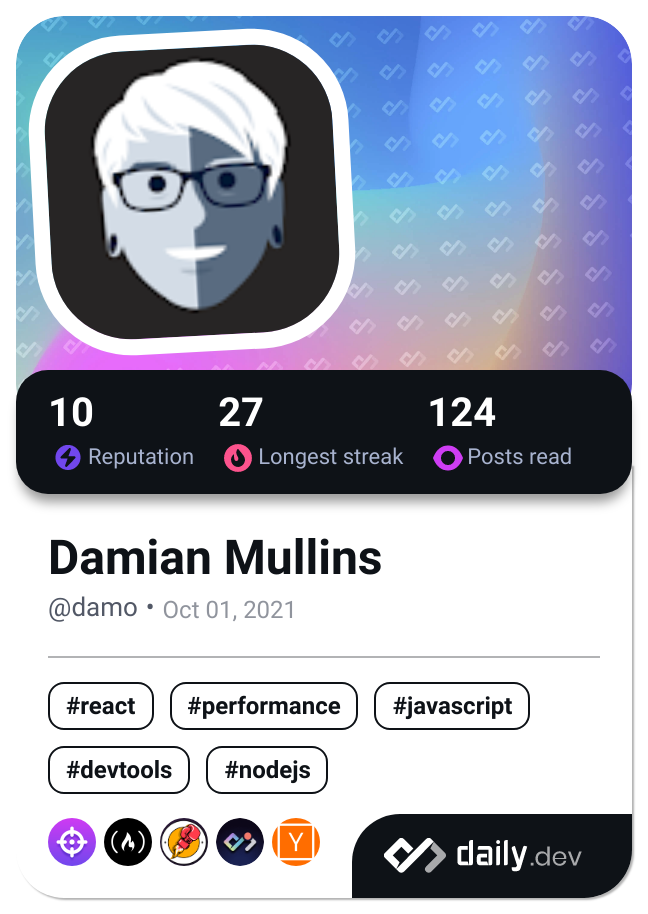 10 27 124
Reputation Longest streak Posts read
Damian Mullins
@damo • Oct 01, 2021
#react #performance #javascript
#devtools #nodejs
Y daily.dev